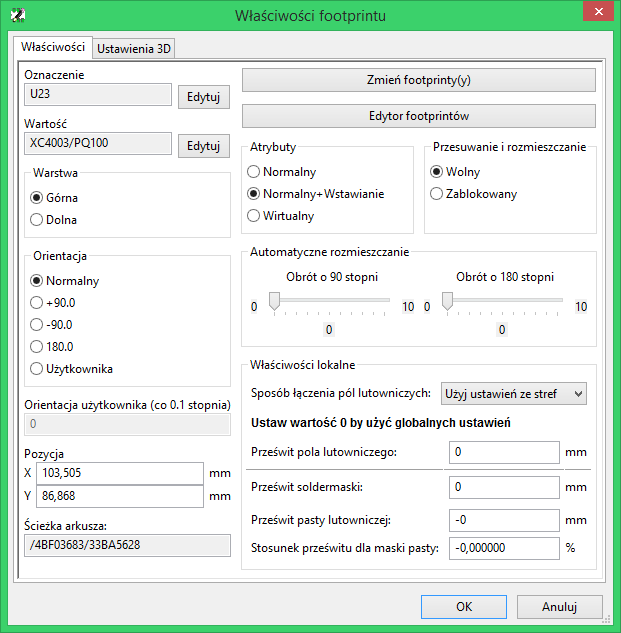 Właściwości footprintu
Właściwości
Ustawienia 3D
Oznaczenie
U23
Edytuj
Wartość
XC4003/PQ100
Edytuj
Warstwa
Górna
Dolna
Orientacja
Normalny
+90.0
-90.0
180.0
Użytkownika
Orientacja użytkownika (co 0.1 stopnia)
0
Pozycja
X 103,505 mm
Y 86,868 mm
Ścieżka arkusza:
/4BF03683/33BA5628
Zmień footprinty(y)
Edytor footprintów
Atrybuty
Normalny
Normalny+Wstawianie
Wirtualny
Przesuwanie i rozmieszczanie
Wolny
Zablokowany
Automatyczne rozmieszczanie
Obrót o 90 stopni
0 10
0
Obrót o 180 stopni
0 10
0
Właściwości lokalne
Sposób łączenia pól lutowniczych: Użyj ustawień ze stref
Ustaw wartość 0 by użyć globalnych ustawień
Prześwit pola lutowniczego: 0 mm
Prześwit soldermaski: 0 mm
Prześwit pasty lutowniczej: -0 mm
Stosunek prześwitu dla maski pasty: -0,000000 %
OK
Anuluj